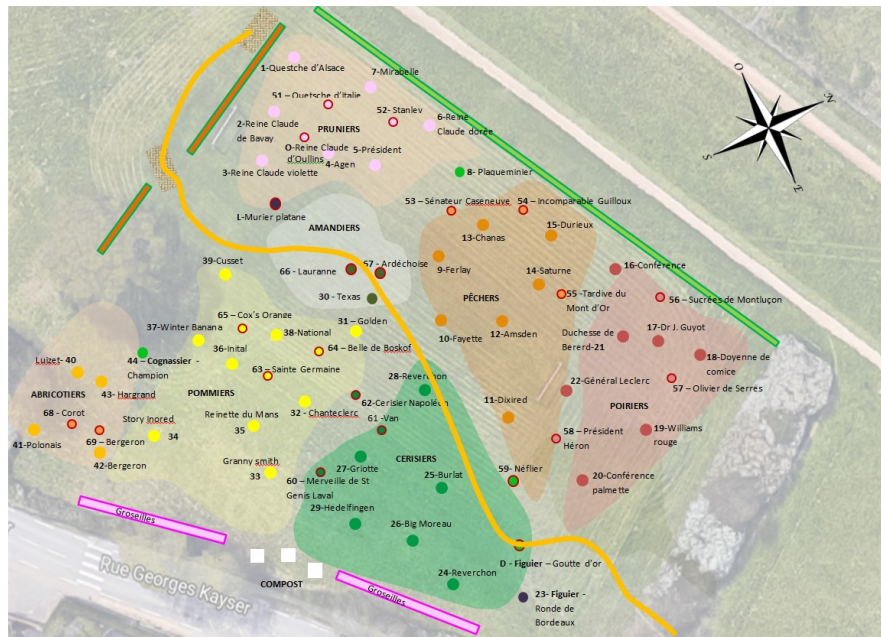 1-Questche d'Alsace
7-Mirabelle
51 – Quetsche d'Italie
52- Stanley
2-Reine Claude
de Bavay
PRUNIERS
6-Reine
Claude dorée
O-Reine Claude
d'Oullins
5-Président
3-Reine Claude violette
4-Agen
8- Plaqueminier
O
N
S
E
L-Murier platane
53 – Sénateur Caseneuve
54 – Incomparable Guilloux
AMANDIERS
13-Chanas
15-Durieux
39-Cusset
66 - Lauranne
67 - Ardéchoise
9-Ferlay
14-Saturne
16-Conférence
30 - Texas
PÊCHERS
55 – Tardive du
Mont d'Or
56 – Sucrées de Montluçon
65 – Cox's Orange
37-Winter Banana
38-National
31 – Golden
10-Fayette
12-Amsden
Duchesse de
Bererd-21
17-Dr J. Guyot
36-Inital
64 – Belle de Boskof
18-Doyenne de
comice
Luizet- 40
44 – Cognassier -
Champion
63 – Sainte Germaine
28-Reverchon
22-Général Leclerc
57 – Olivier de Serres
ABRICOTIERS
43- Hargrand
POMMIERS
62-Cerisier Napoléon
11-Dixired
POIRIERS
68 - Corot
Story Inored
34
Reinette du Mans
35
32 - Chanteclerc
61 -Van
58 – Président
Héron
19-Williams
rouge
41-Polonais
69 – Bergeron
42-Bergeron
Granny smith
33
CERISIERS
27-Griotte
60 – Merveille de St
Genis Laval
25-Burlat
59- Néflier
20-Conférence
palmette
29-Hedelfingen
26-Big Moreau
Groseilles
D - Figuier – Goutte d'or
Rue Georges Kayser
COMPOST
Groseilles
24-Reverchon
23- Figuier -
Ronde de
Bordeaux